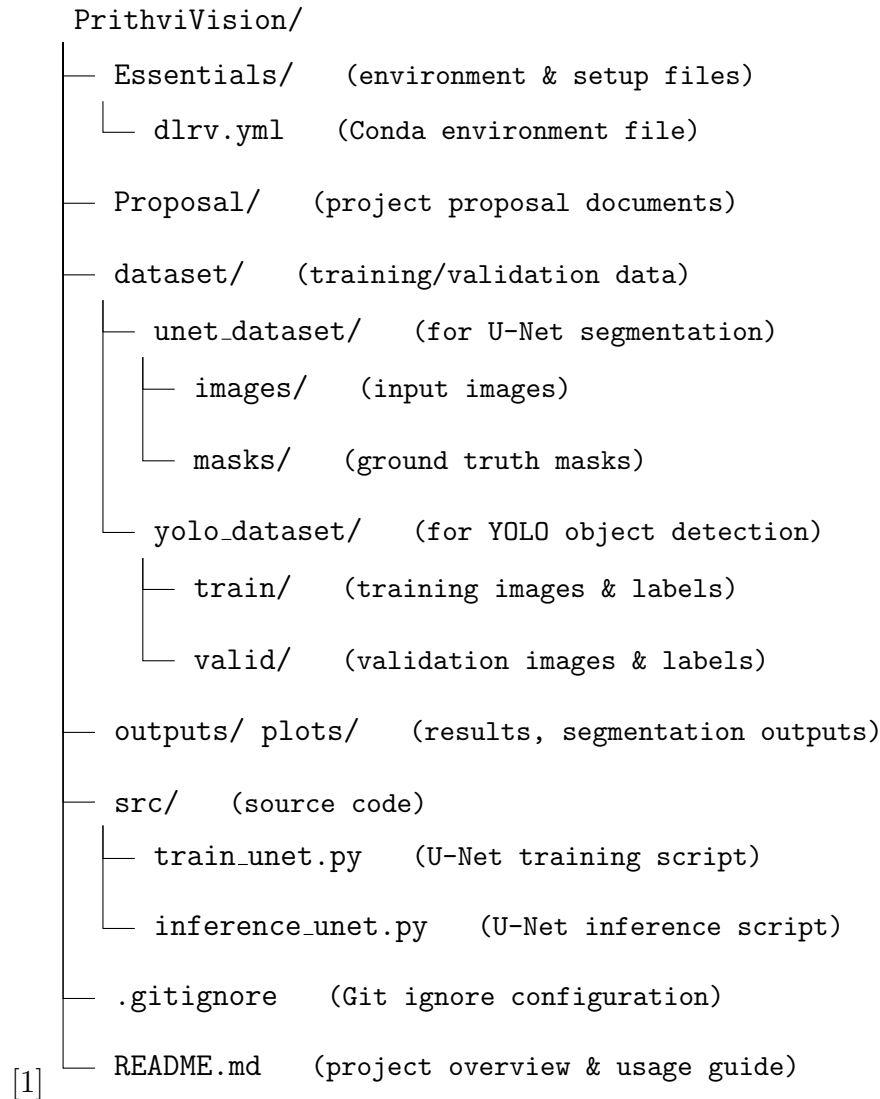 PrithviVision/
Essentials/ (environment & setup files)
dlrv.yml (Conda environment file)
Proposal/ (project proposal documents)
dataset/ (training/validation data)
unet_dataset/ (for U-Net segmentation)
images/ (input images)
masks/ (ground truth masks)
yolo_dataset/ (for YOLO object detection)
train/ (training images & labels)
valid/ (validation images & labels)
outputs/ plots/ (results, segmentation outputs)
src/ (source code)
train_unet.py (U-Net training script)
inference_unet.py (U-Net inference script)
.gitignore (Git ignore configuration)
README.md (project overview & usage guide)
[1]